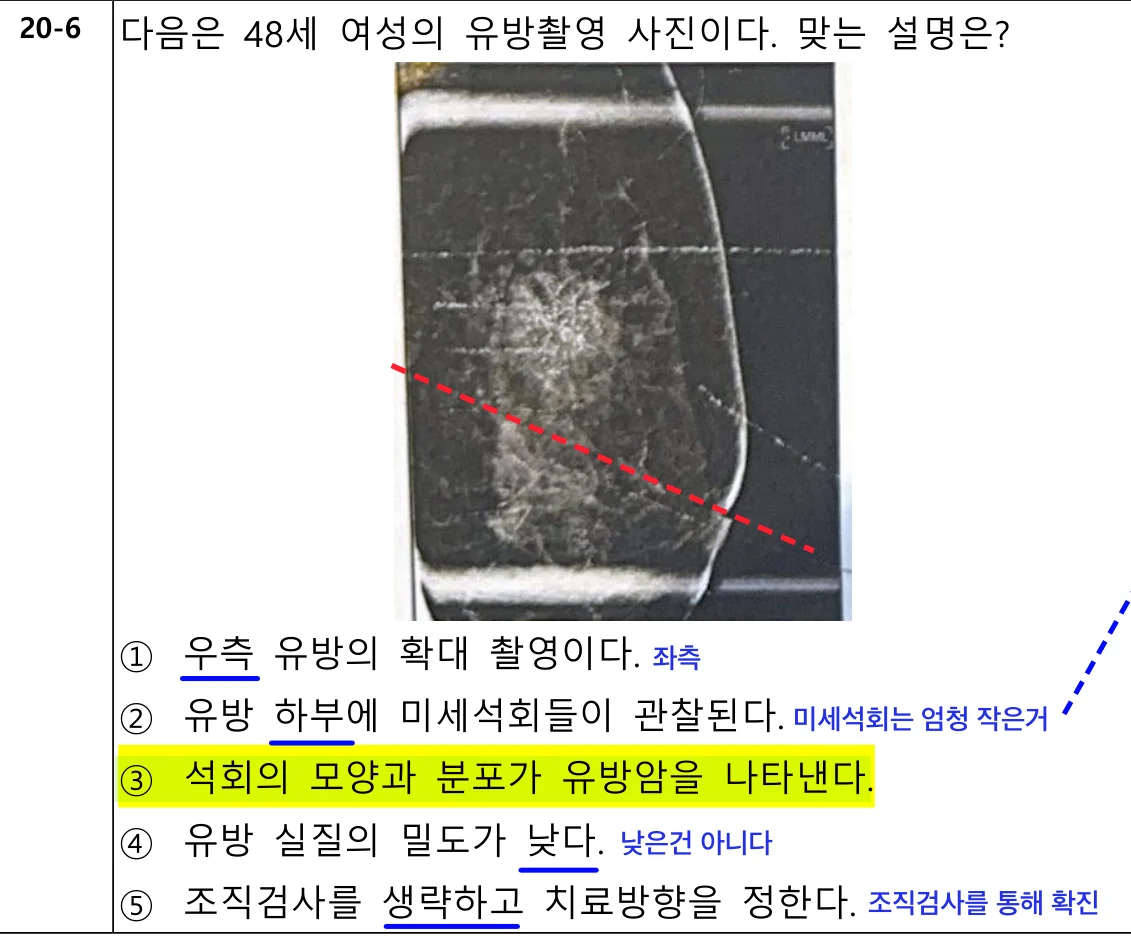 20-6 다음은 48세 여성의 유방촬영 사진이다. 맞는 설명은?
LMML
① 우측 유방의 확대 촬영이다. 좌측
② 유방 하부에 미세석회들이 관찰된다. 미세석회는 엄청 작은거
③ 석회의 모양과 분포가 유방암을 나타낸다.
④ 유방 실질의 밀도가 낮다. 낮은건 아니다
⑤ 조직검사를 생략하고 치료방향을 정한다. 조직검사를 통해 확진